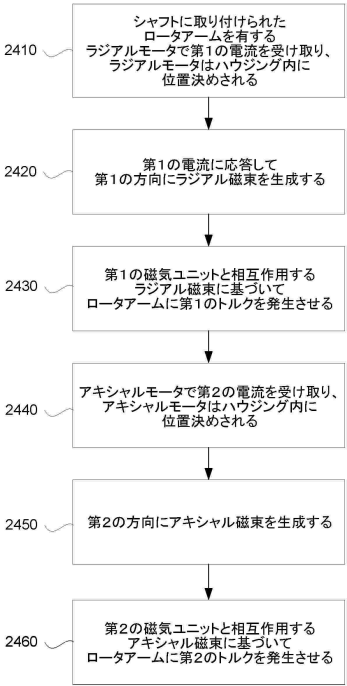 2410
シャフトに取り付けられた
ロータアームを有する
ラジアルモータで第1の電流を受け取り、
ラジアルモータはハウジング内に
位置決めされる
2420
第1の電流に応答して
第1の方向にラジアル磁束を生成する
2430
第1の磁気ユニットと相互作用する
ラジアル磁束に基づいて
ロータアームに第1のトルクを発生させる
2440
アキシャルモータで第2の電流を受け取り、
アキシャルモータはハウジング内に
位置決めされる
2450
第2の方向にアキシャル磁束を生成する
2460
第2の磁気ユニットと相互作用する
アキシャル磁束に基づいて
ロータアームに第2のトルクを発生させる